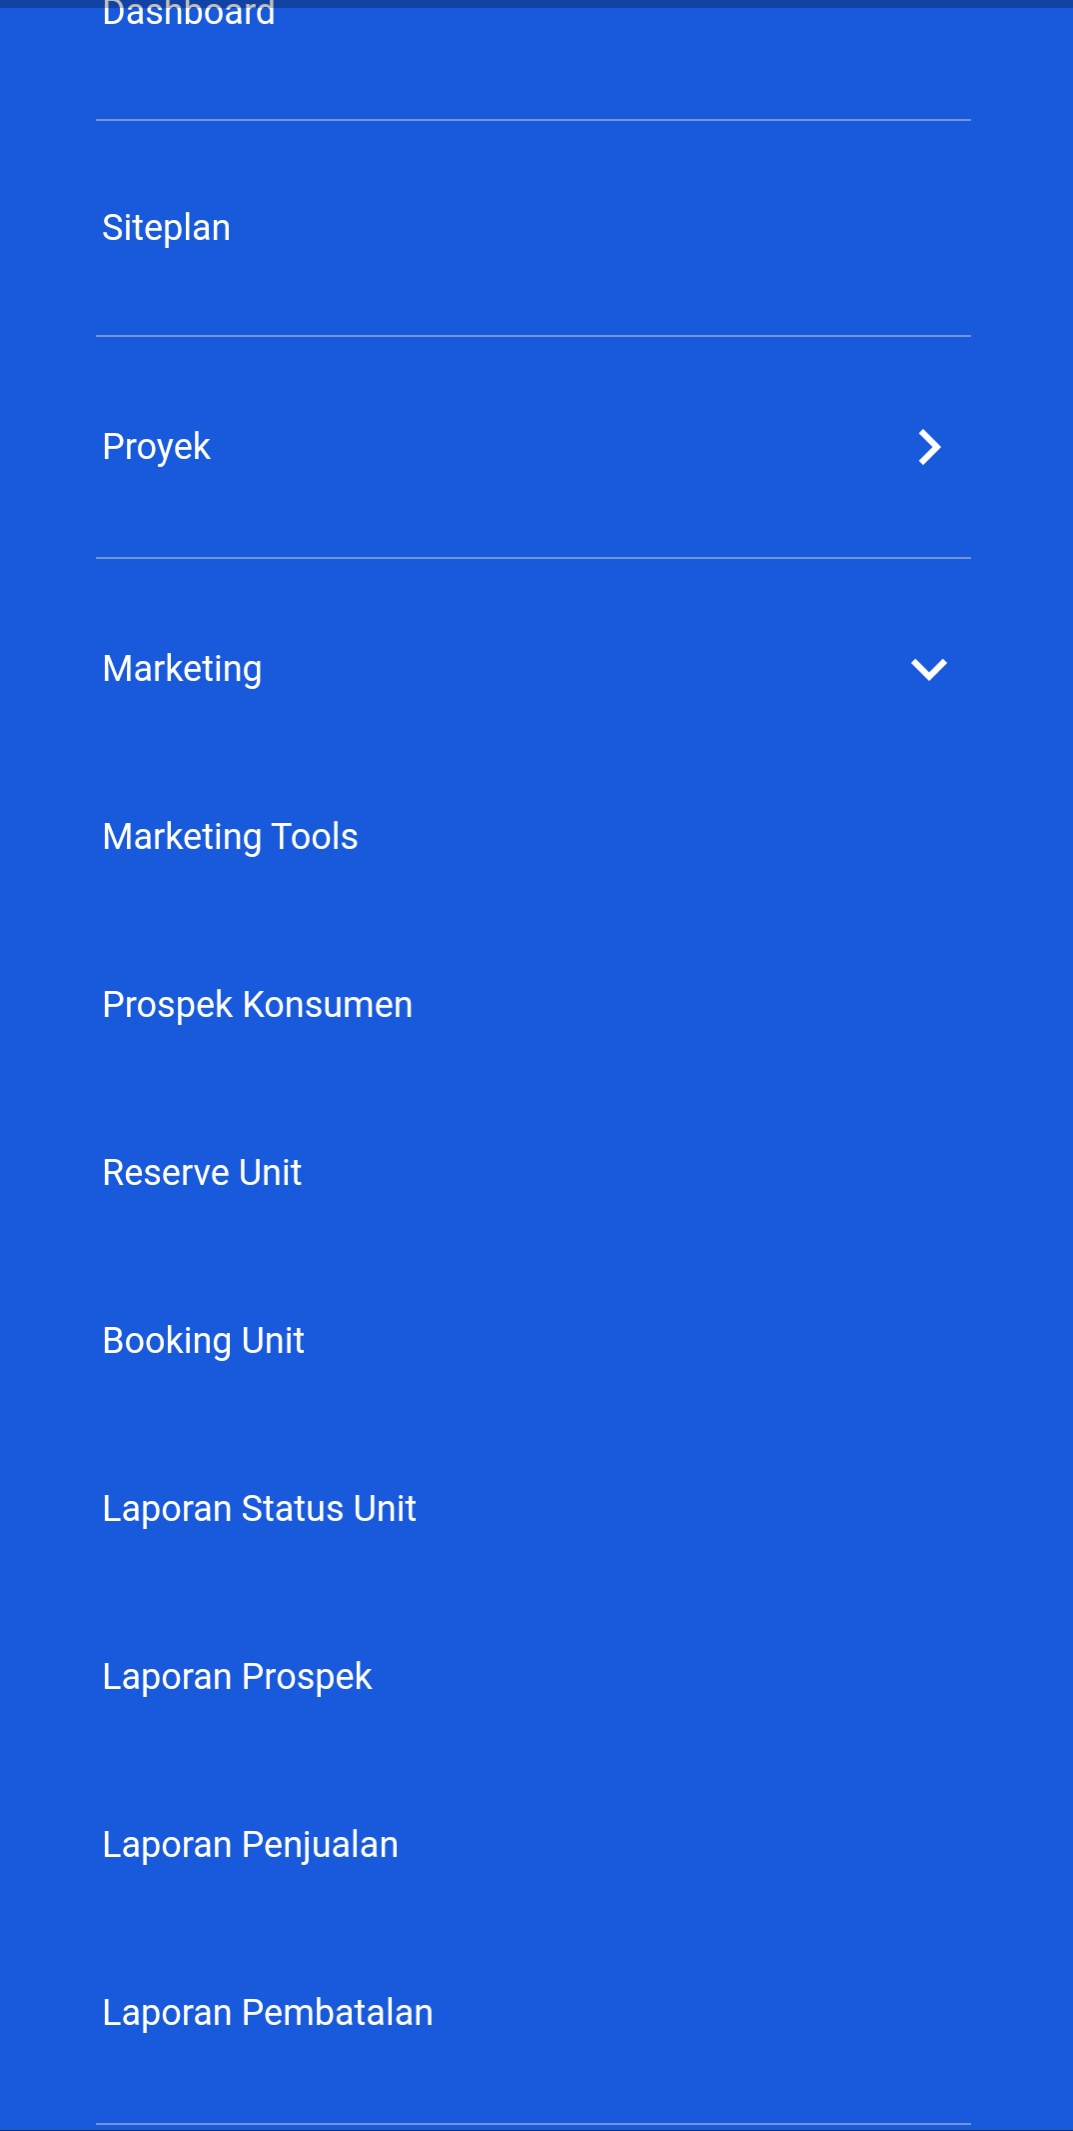 Dashboard
Siteplan
Proyek
Marketing
Marketing Tools
Prospek Konsumen
Reserve Unit
Booking Unit
Laporan Status Unit
Laporan Prospek
Laporan Penjualan
Laporan Pembatalan